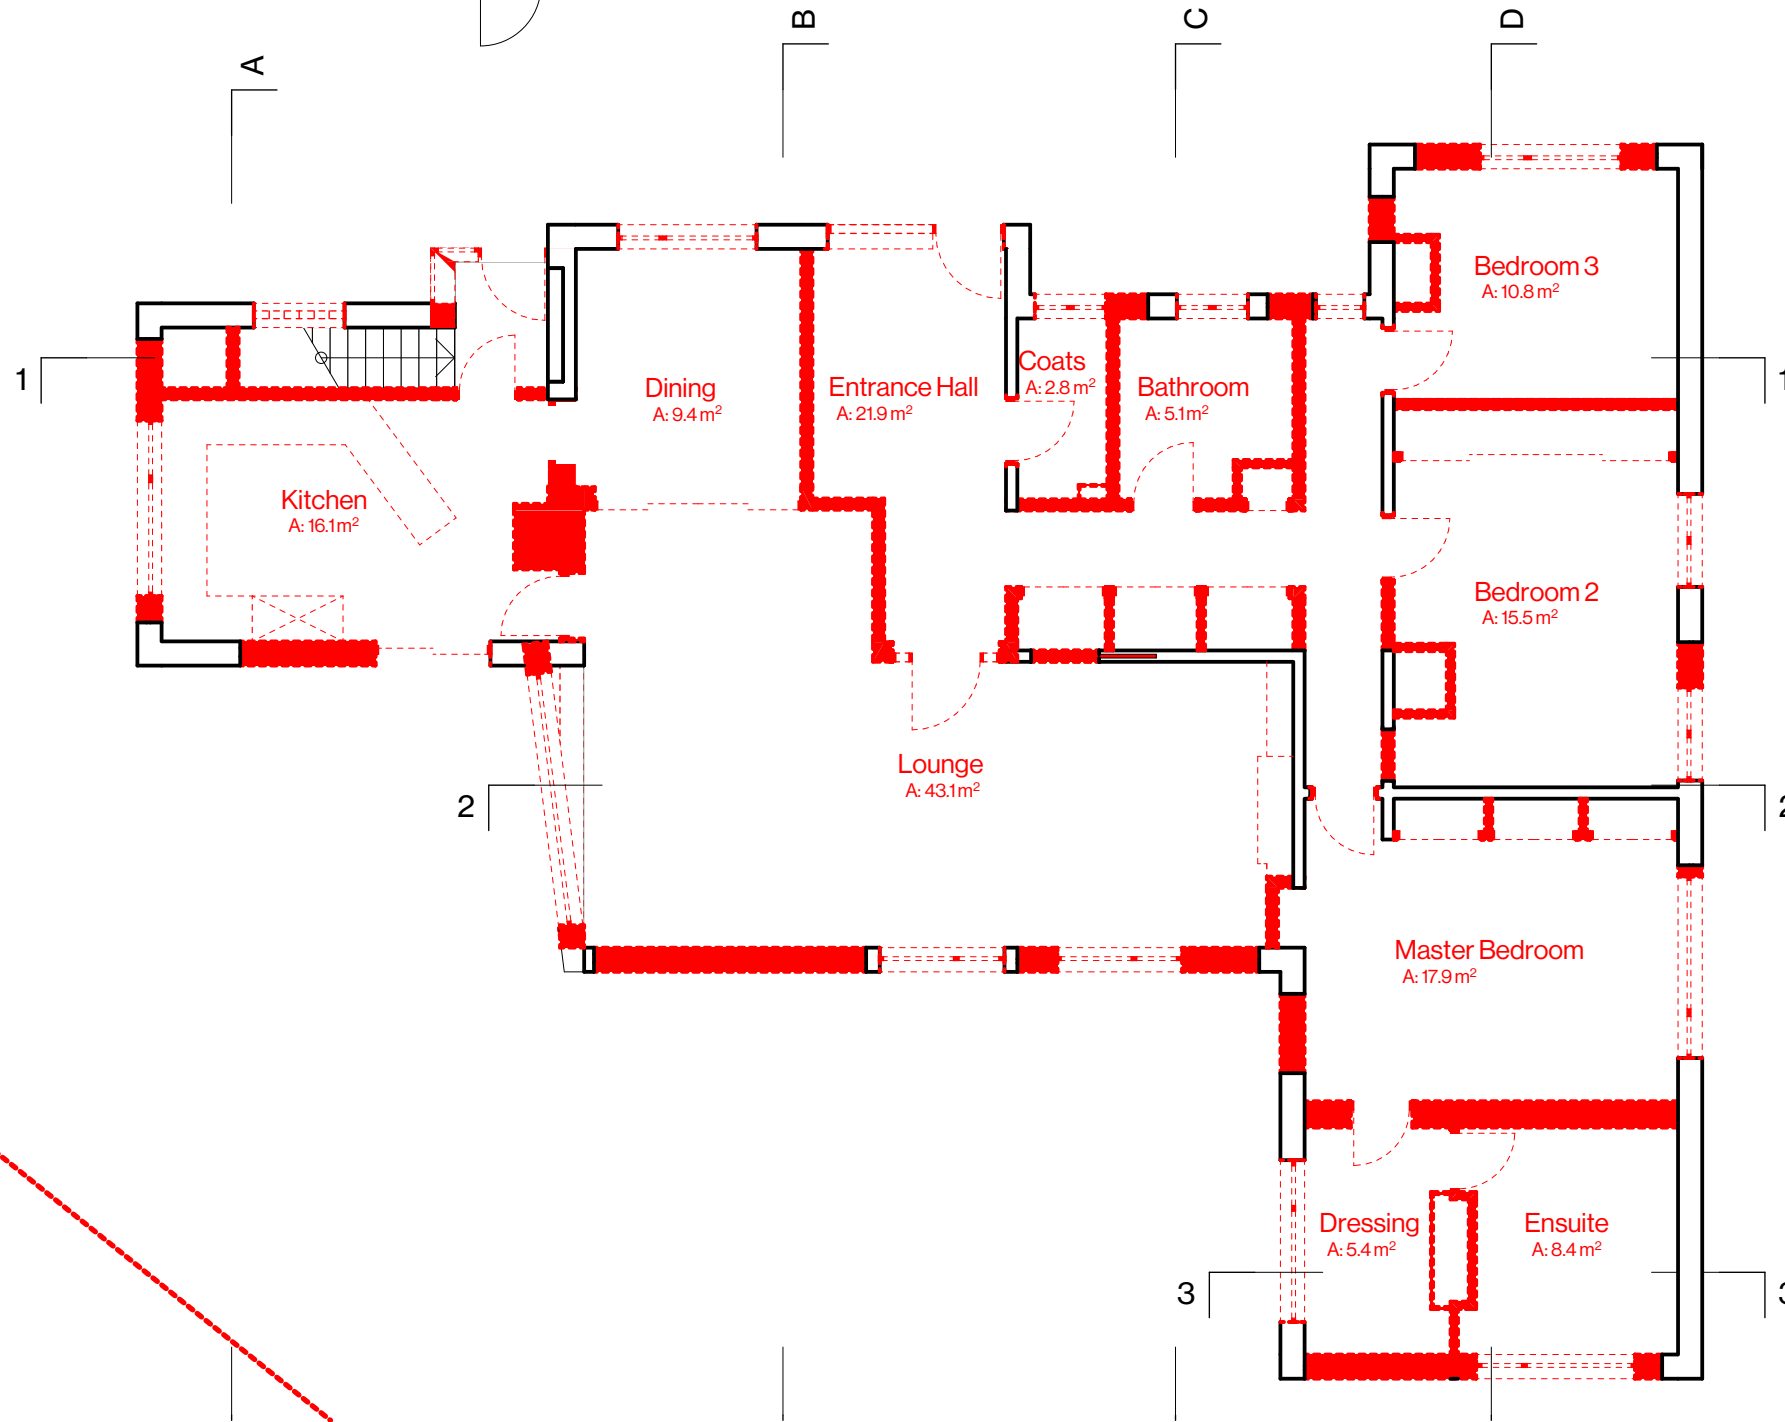 A
B
C
D
1
1
Bedroom 3
A: 10.8 m²
Coats
A: 2.8 m²
Dining
A: 9.4 m²
Entrance Hall
A: 21.9 m²
Bathroom
A: 5.1 m²
Kitchen
A: 16.1 m²
Bedroom 2
A: 15.5 m²
Lounge
A: 43.1 m²
2
2
Master Bedroom
A: 17.9 m²
Dressing
A: 5.4 m²
Ensuite
A: 8.4 m²
3
3